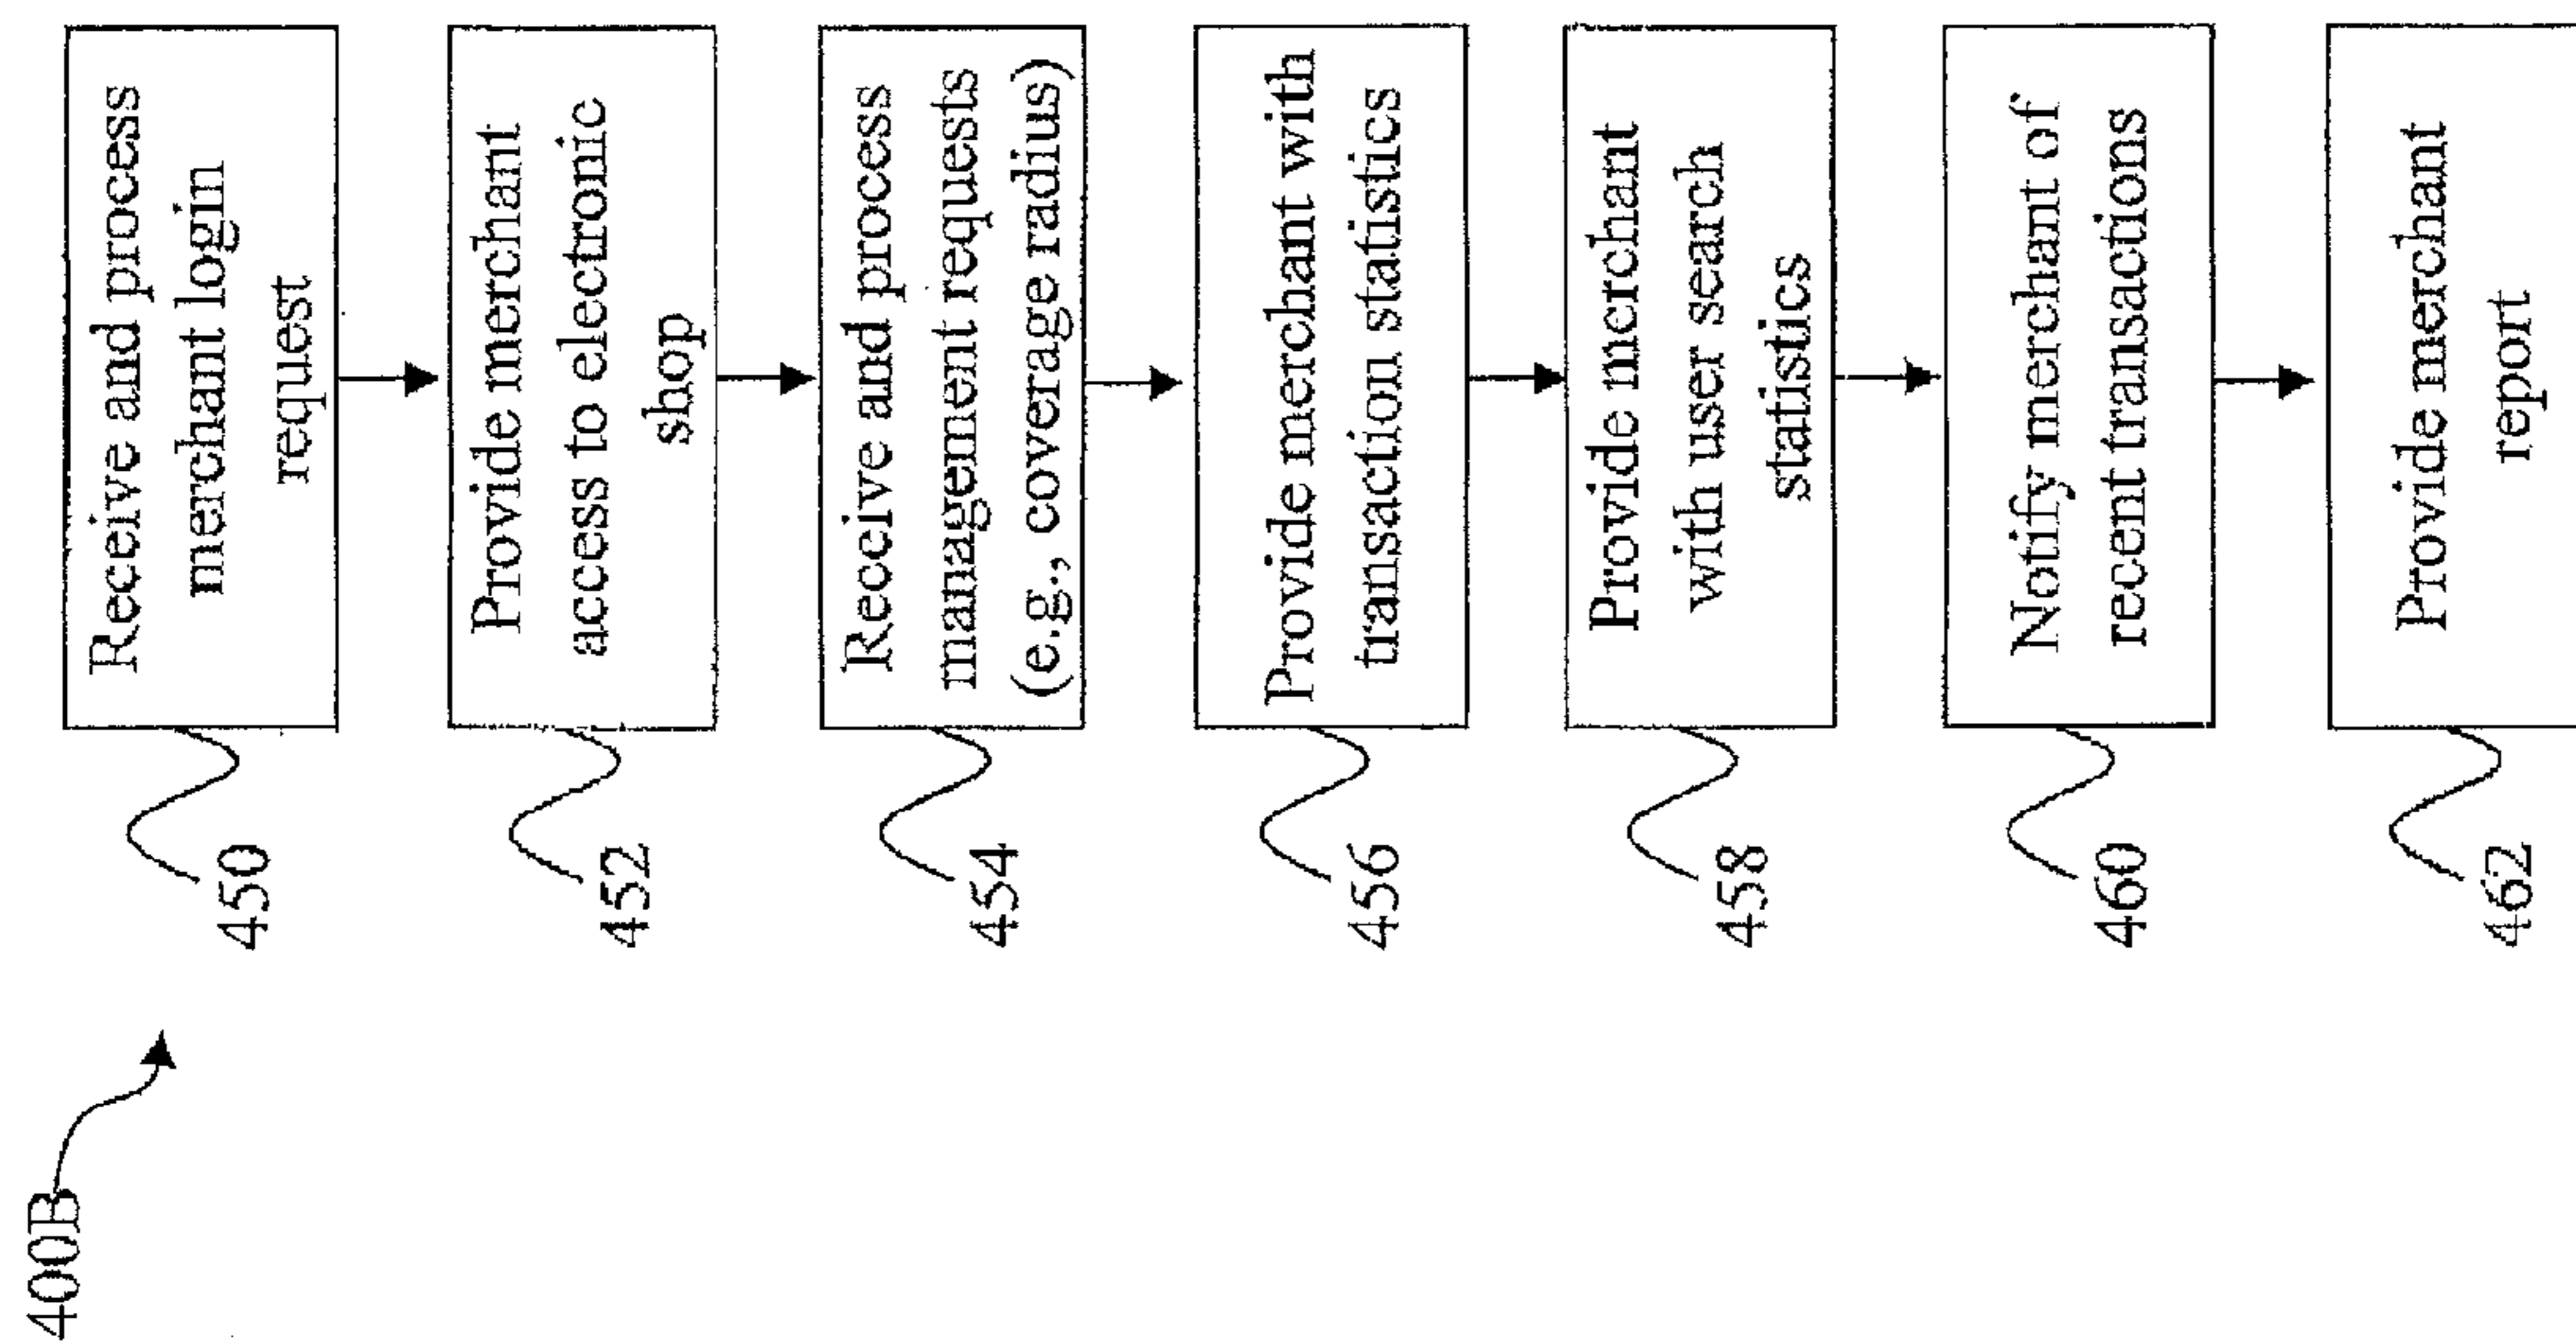 400B
450
Receive and process
merchant login
request
452
Provide merchant
access to electronic
shop
454
Receive and process
management requests
(e.g., coverage radius)
456
Provide merchant with
transaction statistics
458
Provide merchant
with user search
statistics
460
Notify merchant of
recent transactions
462
Provide merchant
report